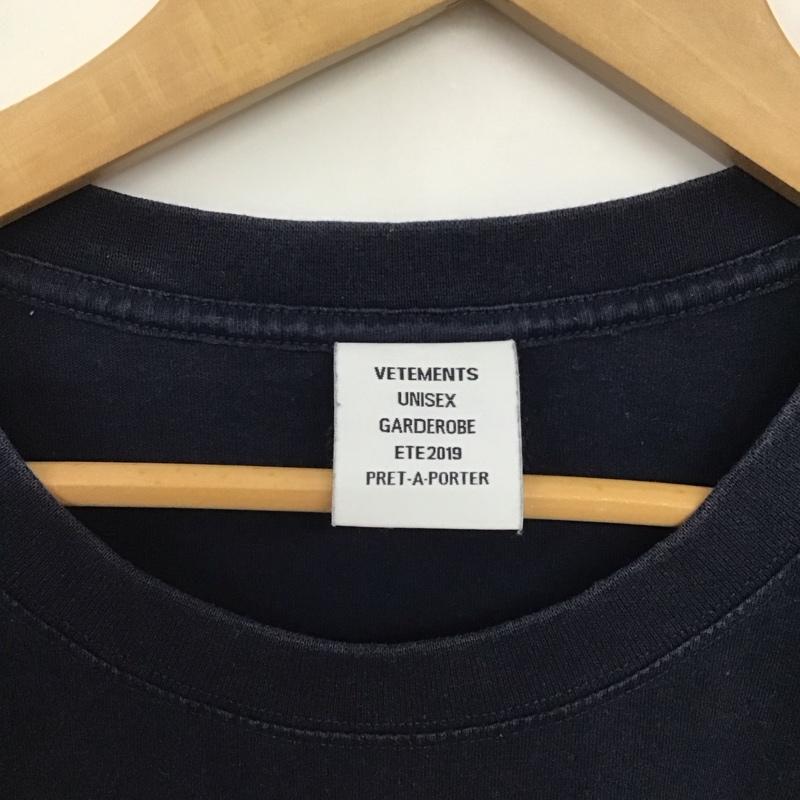 VETEMENTS
UNISEX
GARDEROBE
ETE2019
PRET-A-PORTER